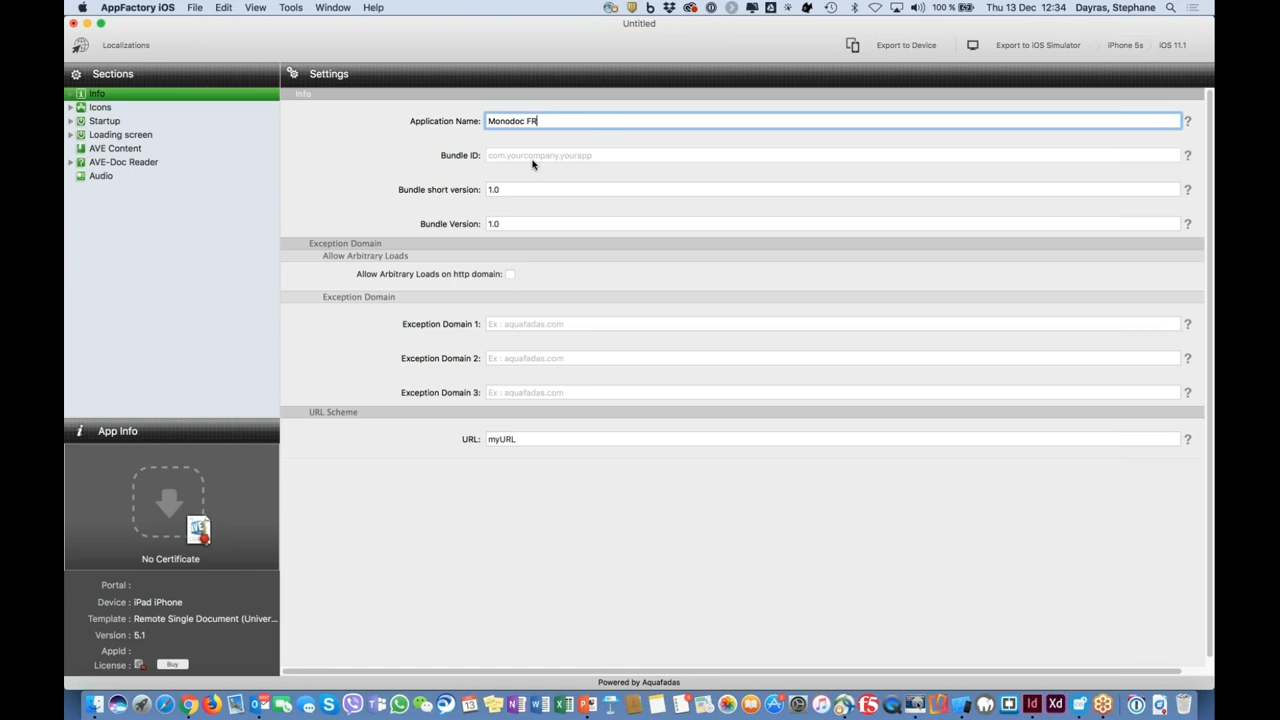 AppFactory iOS File Edit View Tools Window Help 100 % Thu 13 Dec 12:34 Dayras, Stephane
Untitled
Localizations Export to Device Export to iOS Simulator iPhone 5s iOS 11.1
Sections
Info
Icons
Startup
Loading screen
AVE Content
AVE-Doc Reader
Audio
Settings
Info
Application Name: Monodoc FR ?
Bundle ID: com.yourcompany.yourapp ?
Bundle short version: 1.0 ?
Bundle Version: 1.0 ?
Exception Domain
Allow Arbitrary Loads
Allow Arbitrary Loads on http domain:
Exception Domain
Exception Domain 1: Ex : aquafadas.com ?
Exception Domain 2: Ex : aquafadas.com ?
Exception Domain 3: Ex : aquafadas.com ?
URL Scheme
URL: myURL ?
App Info
No Certificate
Portal :
Device : iPad iPhone
Template : Remote Single Document (Univer...
Version : 5.1
AppId :
License : Buy
Powered by Aquafadas